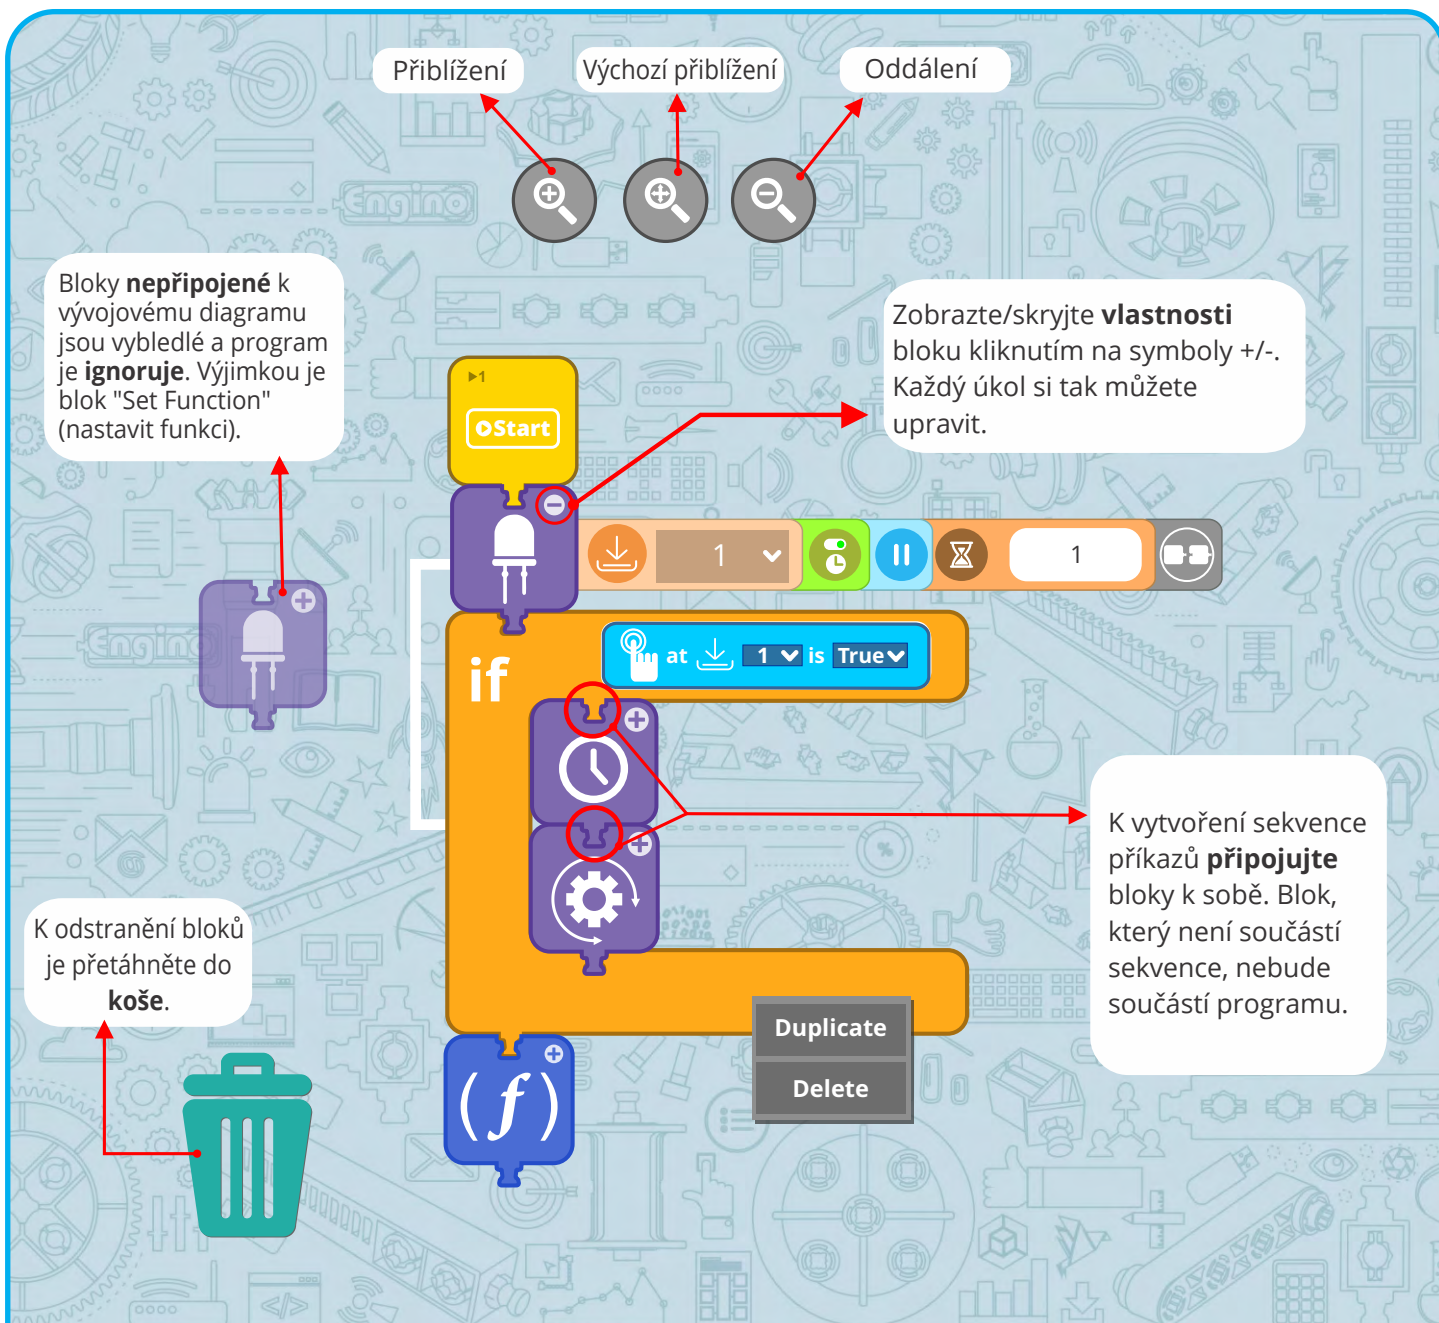 Přiblížení
Výchozí přiblížení
Oddálení
Engino
Bloky nepřipojené k
vývojovému diagramu
jsou vybledlé a program
je ignoruje. Výjimkou je
blok "Set Function"
(nastavit funkci).
Zobrazte/skryjte vlastnosti
bloku kliknutím na symboly +/-.
Každý úkol si tak můžete
upravit.
1
Start
1
1
Engino
if
at 1 is True
K vytvoření sekvence
příkazů připojujte
bloky k sobě. Blok,
který není součástí
sekvence, nebude
součástí programu.
K odstranění bloků
je přetáhněte do
koše.
Duplicate
Delete
(f)